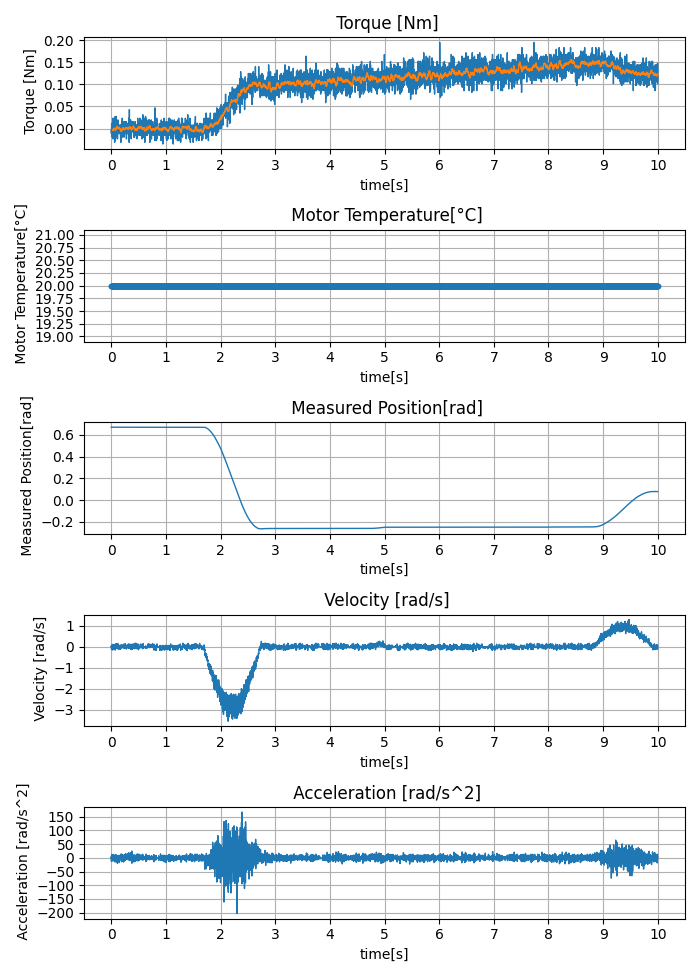 Torque [Nm]
Torque [Nm]
0.20
0.15
0.10
0.05
0.00
0 1 2 3 4 5 6 7 8 9 10
time[s]
Motor Temperature[°C]
Motor Temperature[°C]
21.00
20.75
20.50
20.25
20.00
19.75
19.50
19.25
19.00
0 1 2 3 4 5 6 7 8 9 10
time[s]
Measured Position[rad]
Measured Position[rad]
0.6
0.4
0.2
0.0
−0.2
0 1 2 3 4 5 6 7 8 9 10
time[s]
Velocity [rad/s]
Velocity [rad/s]
1
0
−1
−2
−3
0 1 2 3 4 5 6 7 8 9 10
time[s]
Acceleration [rad/s^2]
Acceleration [rad/s^2]
150
100
50
0
−50
−100
−150
−200
0 1 2 3 4 5 6 7 8 9 10
time[s]